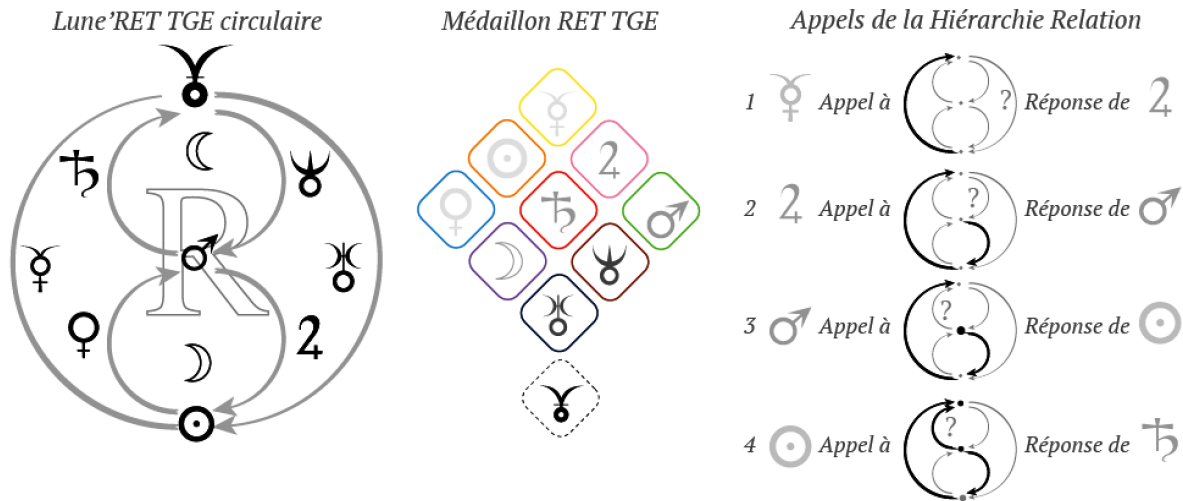 Lune'RET TGE circulaire
R
Médaillon RET TGE
Appels de la Hiérarchie Relation
1 ☿ Appel à ? Réponse de ♃
2 ♃ Appel à ? Réponse de ♂
3 ♂ Appel à ? Réponse de ☉
4 ☉ Appel à ? Réponse de ♄